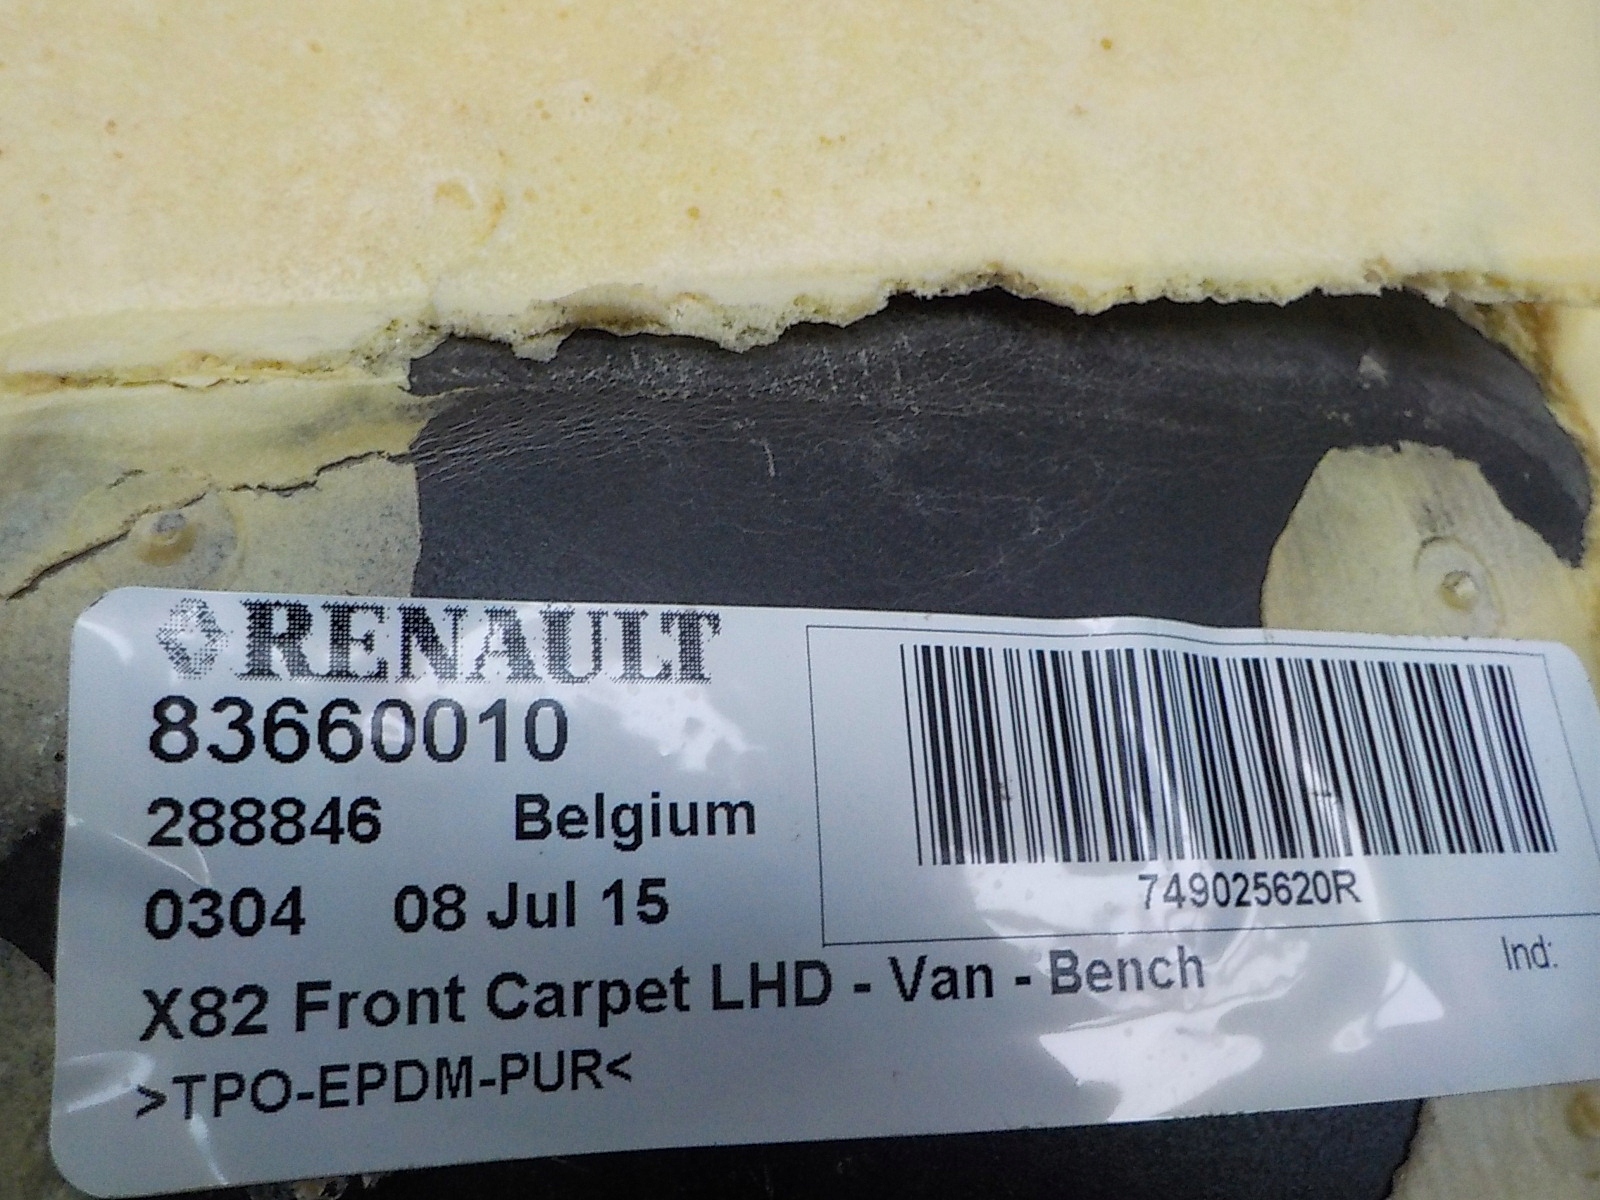 RENAULT
83660010
288846 Belgium
0304 08 Jul 15
X82 Front Carpet LHD - Van - Bench
>TPO-EPDM-PUR<
749025620R
Ind: